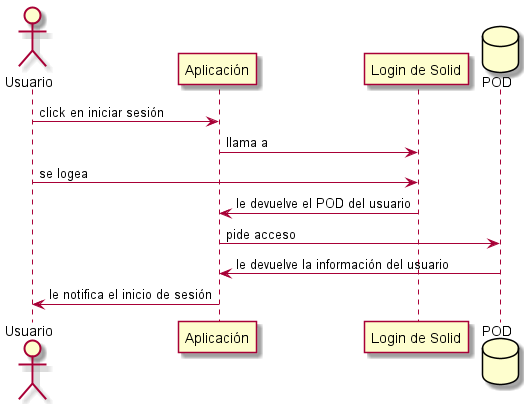 Usuario
Aplicación
Login de Solid
POD
click en iniciar sesión
llama a
se logea
le devuelve el POD del usuario
pide acceso
le devuelve la información del usuario
le notifica el inicio de sesión
Usuario
Aplicación
Login de Solid
POD